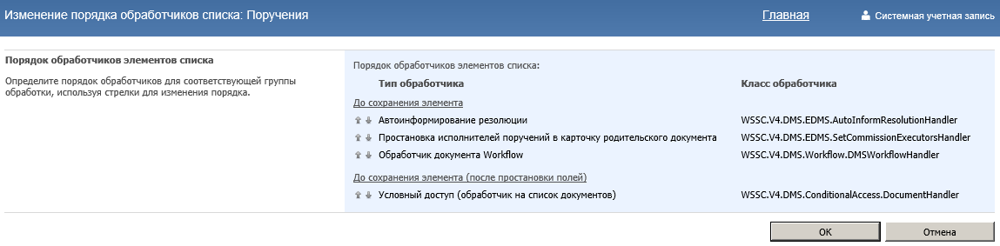 Изменение порядка обработчиков списка: Поручения
Главная
Системная учетная запись
Порядок обработчиков элементов списка
Определите порядок обработчиков для соответствующей группы
обработки, используя стрелки для изменения порядка.
Порядок обработчиков элементов списка:
Тип обработчика Класс обработчика
До сохранения элемента
Автоинформирование резолюции WSSC.V4.DMS.EDMS.AutoInformResolutionHandler
Простановка исполнителей поручений в карточку родительского документа WSSC.V4.DMS.EDMS.SetCommissionExecutorsHandler
Обработчик документа Workflow WSSC.V4.DMS.Workflow.DMSWorkflowHandler
До сохранения элемента (после простановки полей)
Условный доступ (обработчик на список документов) WSSC.V4.DMS.ConditionalAccess.DocumentHandler
ОК Отмена